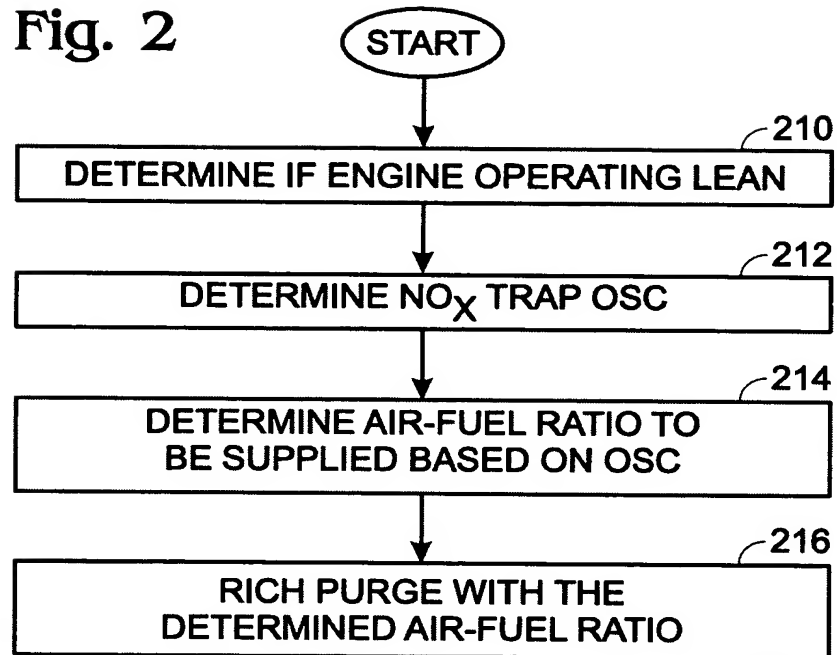 Fig. 2
START
210
DETERMINE IF ENGINE OPERATING LEAN
212
DETERMINE NOX TRAP OSC
214
DETERMINE AIR-FUEL RATIO TO
BE SUPPLIED BASED ON OSC
216
RICH PURGE WITH THE
DETERMINED AIR-FUEL RATIO